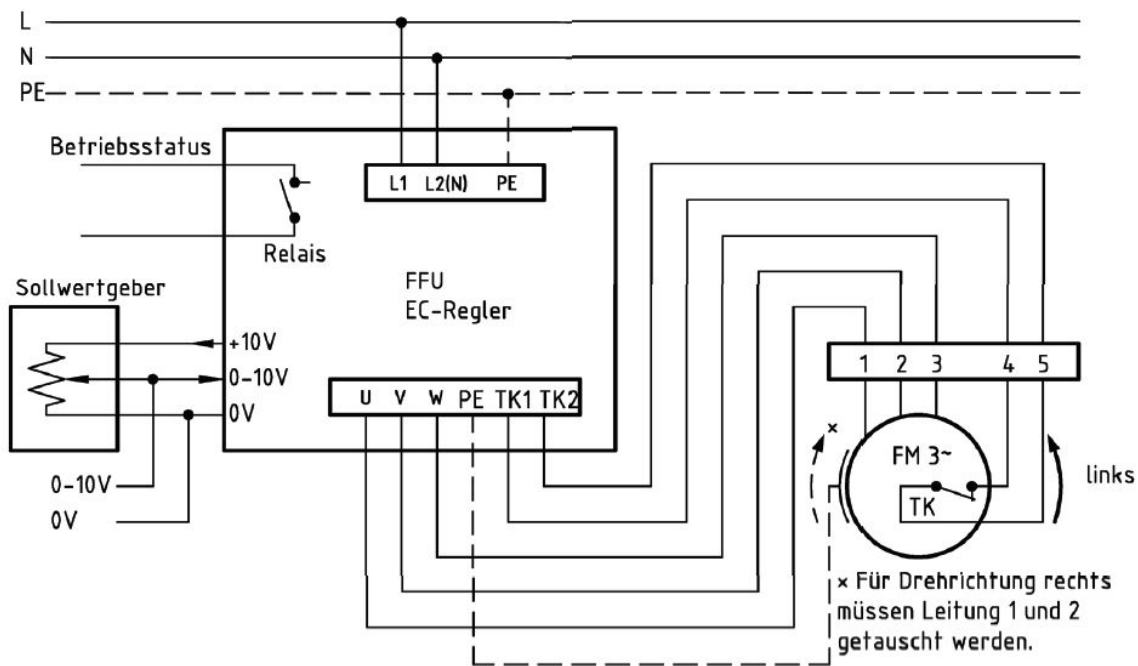 L
N
PE
Betriebsstatus
L1 L2(N) PE
Relais
FFU
EC-Regler
Sollwertgeber
+10V
0-10V
0V
U V W PE TK1 TK2
0-10V
0V
1 2 3 4 5
×
FM 3~
TK
links
× Für Drehrichtung rechts
müssen Leitung 1 und 2
getauscht werden.